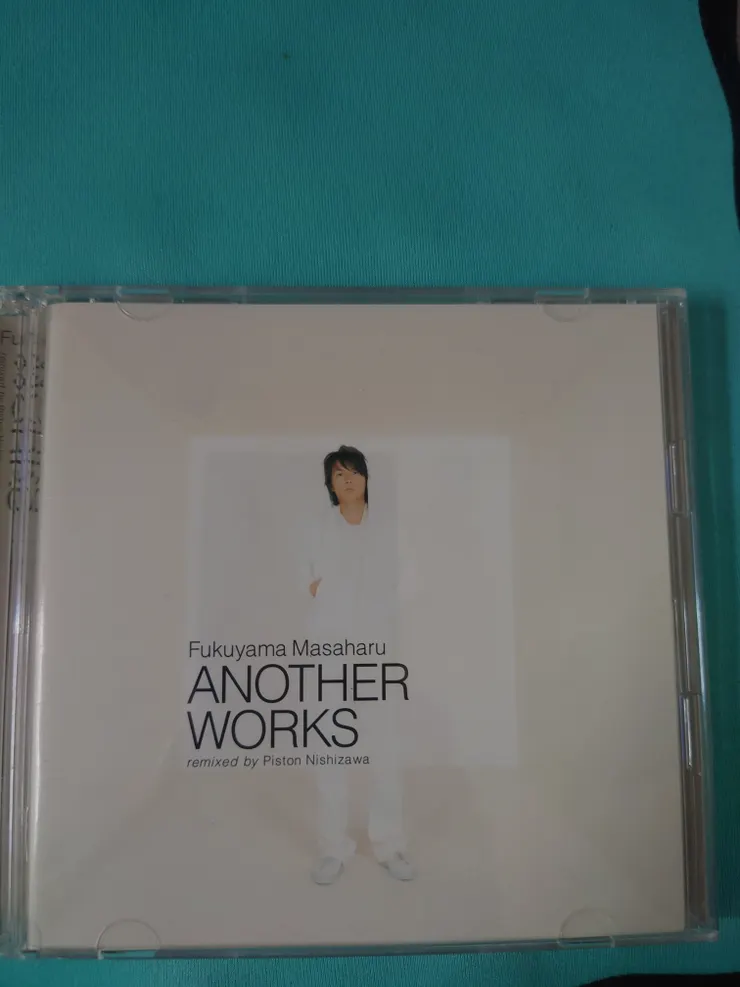 Fukuyama Masaharu
ANOTHER
WORKS
remixed by Piston Nishizawa